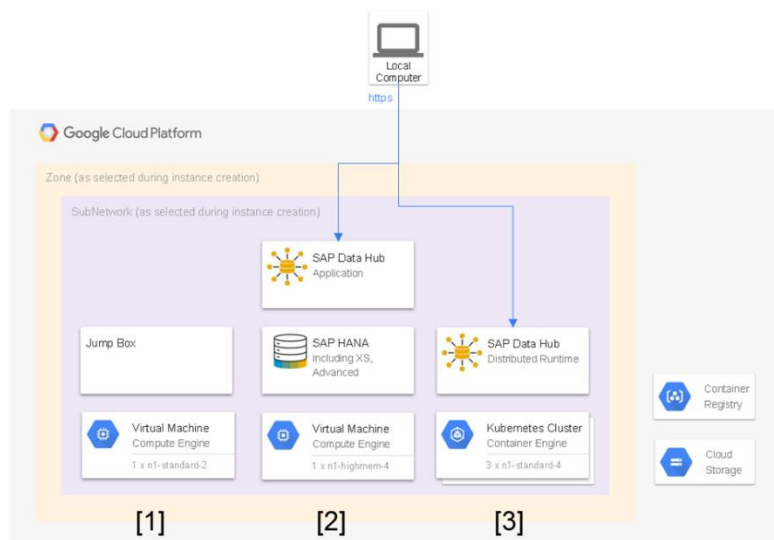 Local
Computer
https
Google Cloud Platform
Zone (as selected during instance creation)
SubNetwork (as selected during instance creation)
SAP Data Hub
Application
Jump Box
SAP HANA
including XS,
Advanced
SAP Data Hub
Distributed Runtime
Container
Registry
Virtual Machine
Compute Engine
1 x n1-standard-2
Virtual Machine
Compute Engine
1 x n1-highmem-4
Kubernetes Cluster
Container Engine
3 x n1-standard-4
Cloud
Storage
[1]
[2]
[3]